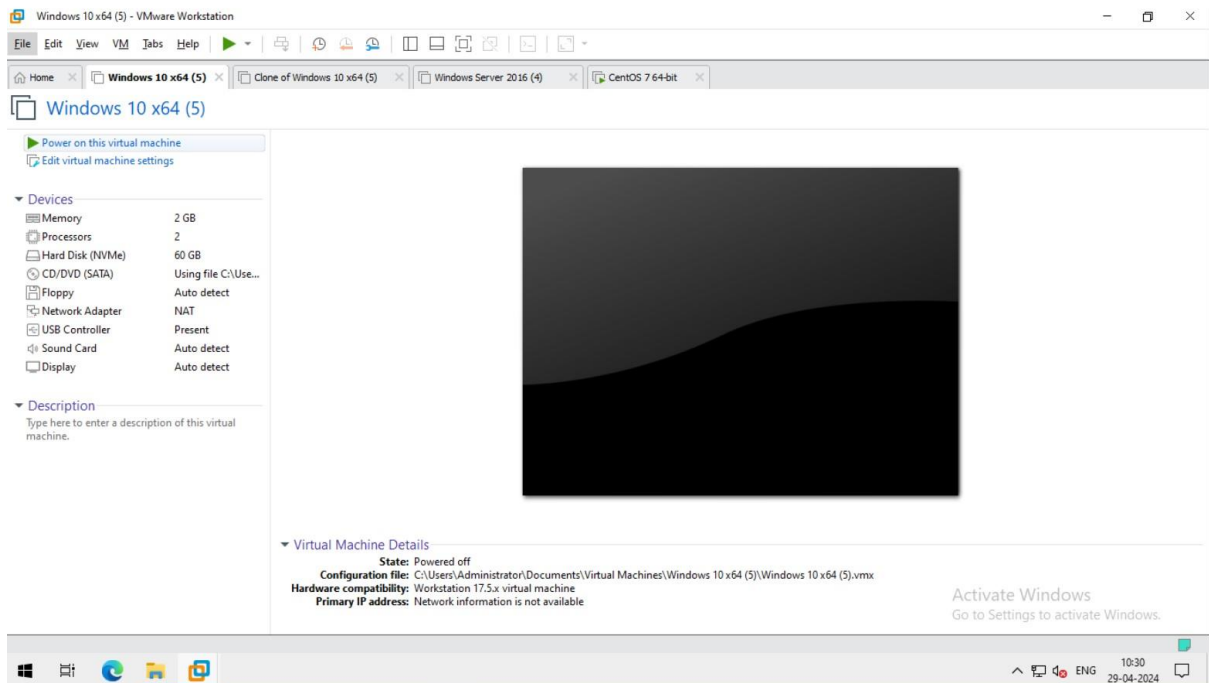 Windows 10 x64 (5) - VMware Workstation
File Edit View VM Tabs Help
Home Windows 10 x64 (5) Clone of Windows 10 x64 (5) Windows Server 2016 (4) CentOS 7 64-bit
Windows 10 x64 (5)
Power on this virtual machine
Edit virtual machine settings
Devices
Memory 2 GB
Processors 2
Hard Disk (NVMe) 60 GB
CD/DVD (SATA) Using file C:\Use...
Floppy Auto detect
Network Adapter NAT
USB Controller Present
Sound Card Auto detect
Display Auto detect
Description
Type here to enter a description of this virtual
machine.
Virtual Machine Details
State: Powered off
Configuration file: C:\Users\Administrator\Documents\Virtual Machines\Windows 10 x64 (5)\Windows 10 x64 (5).vmx
Hardware compatibility: Workstation 17.5.x virtual machine
Primary IP address: Network information is not available
Activate Windows
Go to Settings to activate Windows.
ENG 10:30
29-04-2024